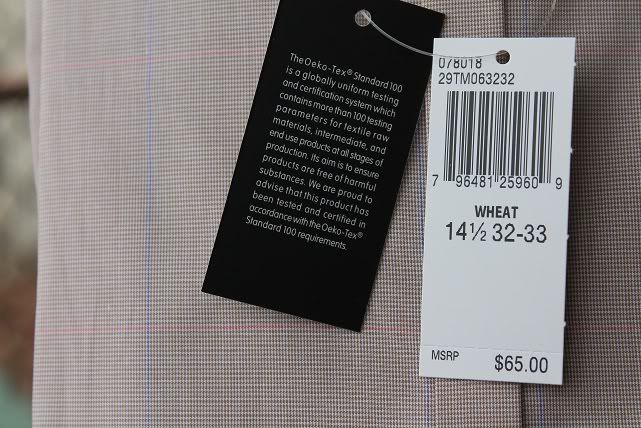 The Oeko-Tex® Standard 100
is a globally uniform testing
and certification system which
contains more than 100 testing
parameters for textile raw
materials, intermediate, and
end use products at all stages of
production. Its aim is to ensure
products are free of harmful
substances. We are proud to
advise that this product has
been tested and certified in
accordance with the Oeko-Tex®
Standard 100 requirements.
078018
29TM063232
7 96481 25960 9
WHEAT
14½ 32-33
MSRP $65.00